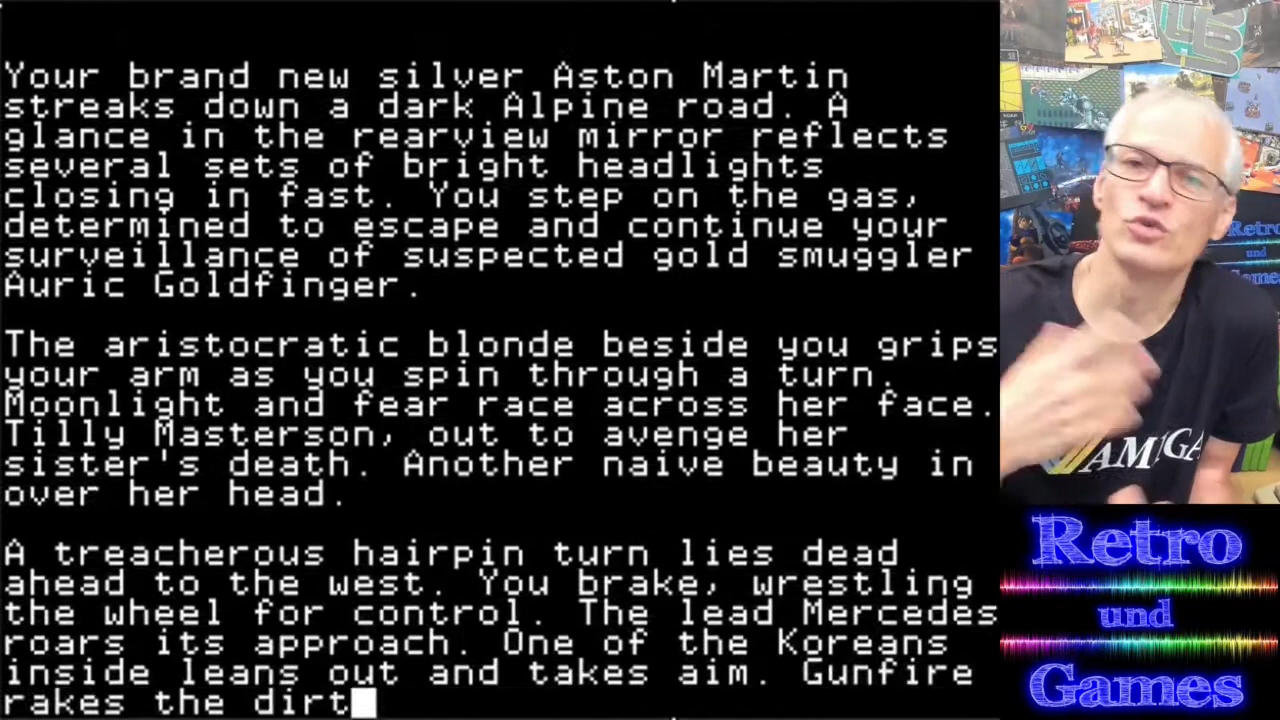 Your brand new silver Aston Martin
streaks down a dark Alpine road. A
glance in the rearview mirror reflects
several sets of bright headlights
closing in fast. You step on the gas,
determined to escape and continue your
surveillance of suspected gold smuggler
Auric Goldfinger.
The aristocratic blonde beside you grips
your arm as you spin through a turn.
Moonlight and fear race across her face.
Tilly Masterson, out to avenge her
sister's death. Another naive beauty in
over her head.
A treacherous hairpin turn lies dead
ahead to the west. You brake, wrestling
the wheel for control. The lead Mercedes
roars its approach. One of the Koreans
inside leans out and takes aim. Gunfire
rakes the dirt
Retro
und
Games
AMIGA
Retro
und
Games